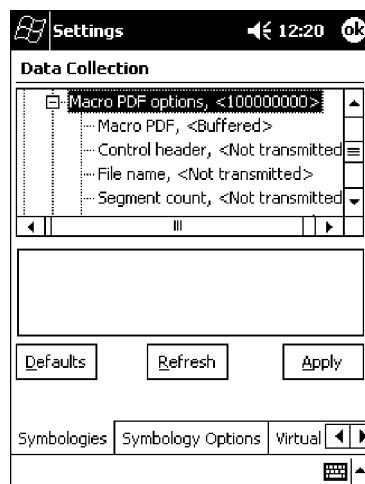 Settings 12:20 ok
Data Collection
Macro PDF options, <100000000>
Macro PDF, <Buffered>
Control header, <Not transmitted
File name, <Not transmitted>
Segment count, <Not transmitted
Defaults Refresh Apply
Symbologies Symbology Options Virtual